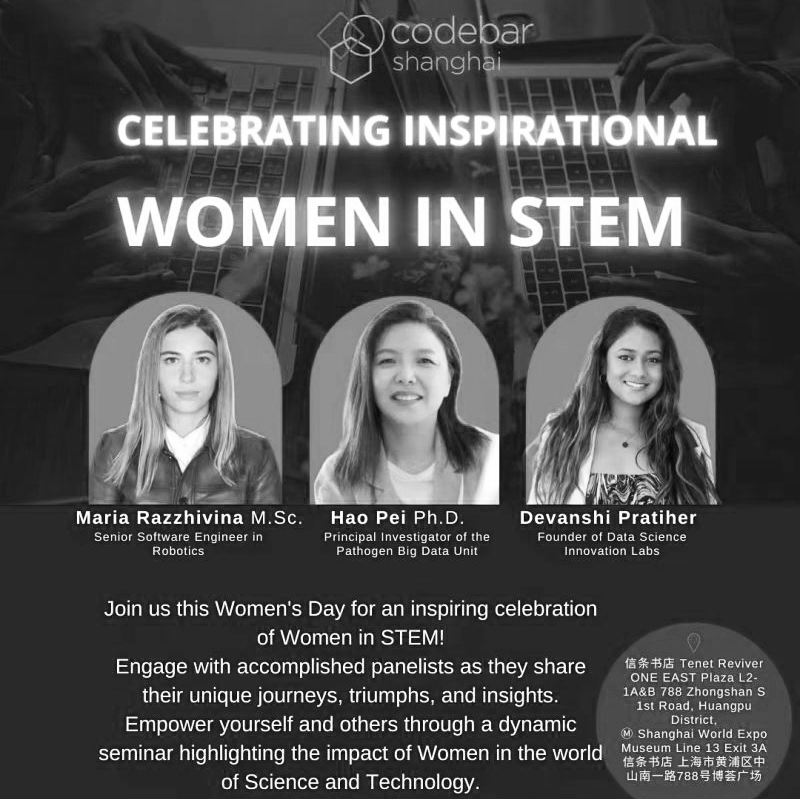 codebar
shanghai
CELEBRATING INSPIRATIONAL
WOMEN IN STEM
Maria Razzhivina M.Sc.
Senior Software Engineer in
Robotics
Hao Pei Ph.D.
Principal Investigator of the
Pathogen Big Data Unit
Devanshi Pratiher
Founder of Data Science
Innovation Labs
Join us this Women's Day for an inspiring celebration
of Women in STEM!
Engage with accomplished panelists as they share
their unique journeys, triumphs, and insights.
Empower yourself and others through a dynamic
seminar highlighting the impact of Women in the world
of Science and Technology.
信条书店 Tenet Reviver
ONE EAST Plaza L2-
1A&B 788 Zhongshan S
1st Road, Huangpu
District,
Ⓜ Shanghai World Expo
Museum Line 13 Exit 3A
信条书店 上海市黄浦区中
山南一路788号博荟广场